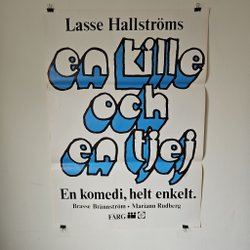 Lasse Hallströms
en kille
och
en tjej
En komedi, helt enkelt.
Brasse Brännström • Mariann Rudberg
FÄRG